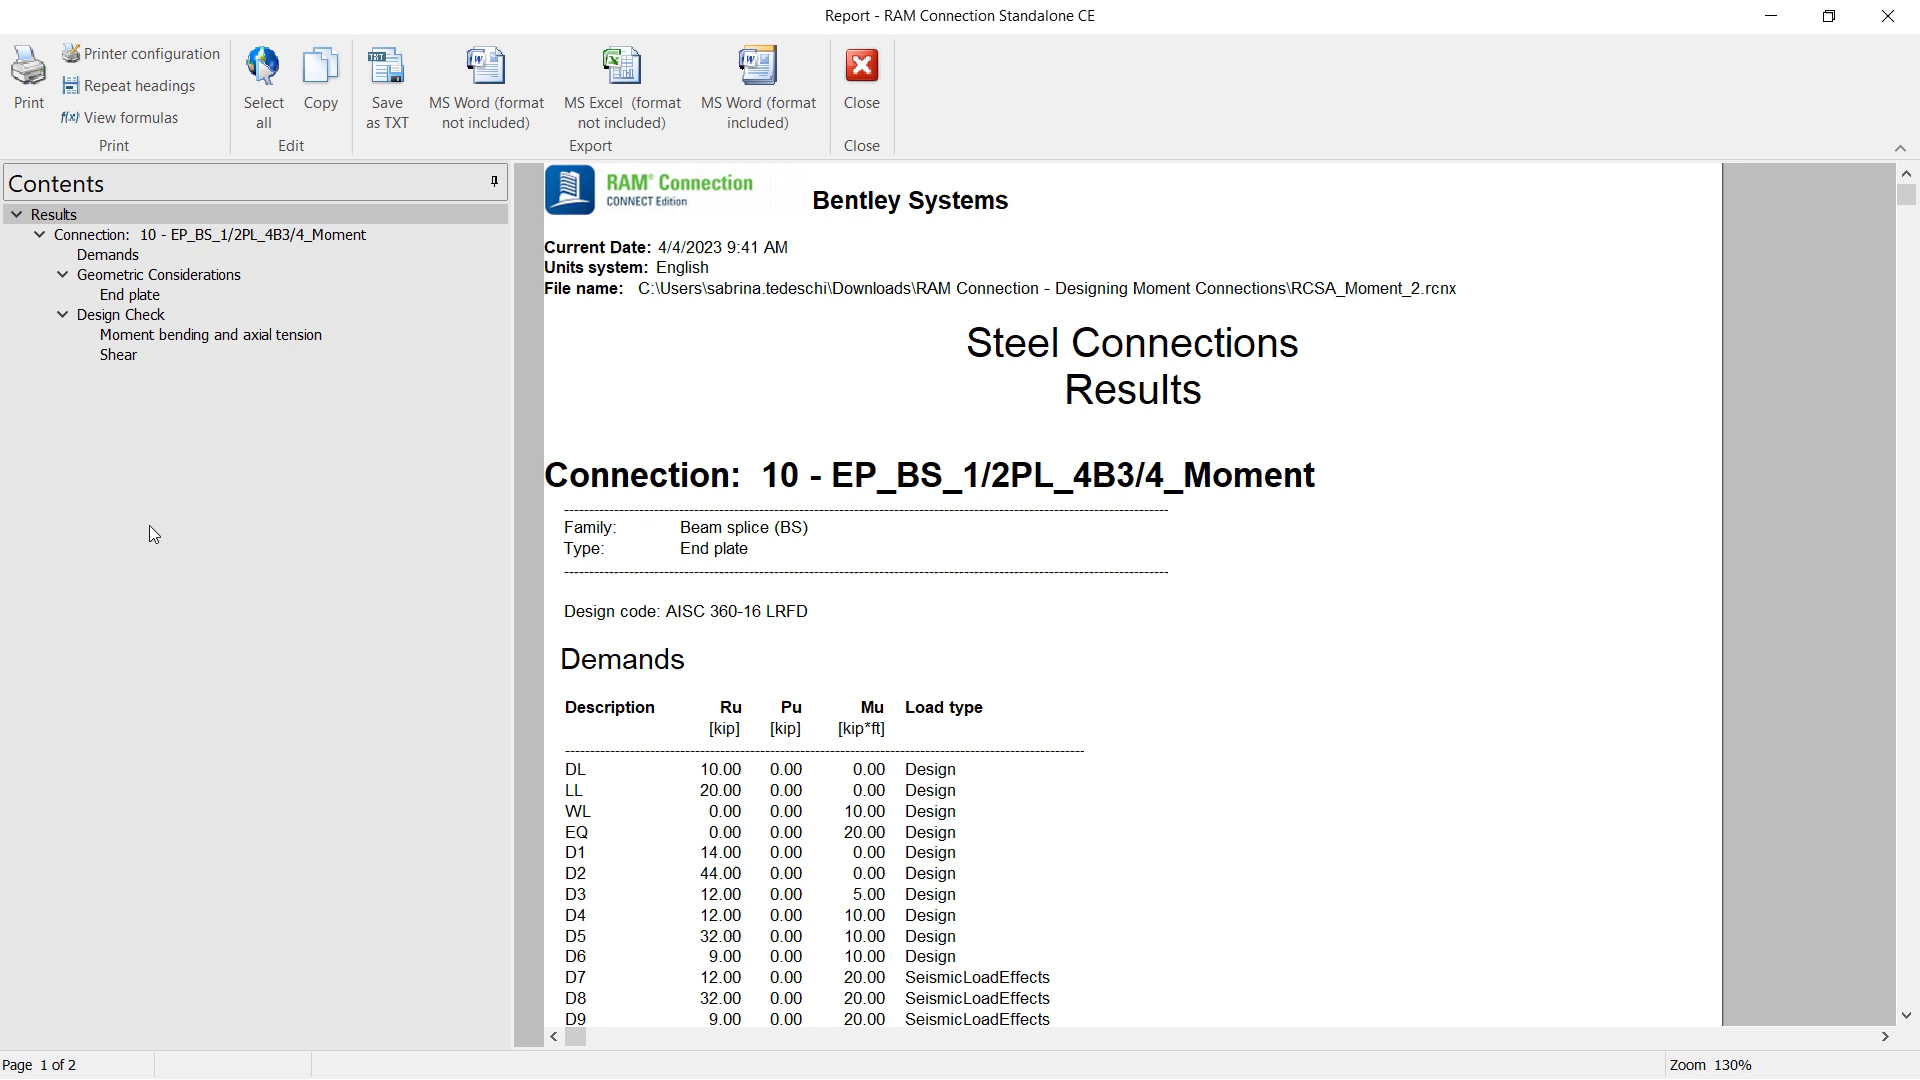 Report - RAM Connection Standalone CE
Print
Printer configuration
Repeat headings
f(x) View formulas
Print
Select all
Copy
Edit
Save as TXT
MS Word (format not included)
MS Excel (format not included)
MS Word (format included)
Export
Close
Close
Contents
Results
Connection: 10 - EP_BS_1/2PL_4B3/4_Moment
Demands
Geometric Considerations
End plate
Design Check
Moment bending and axial tension
Shear
RAM® Connection
CONNECT Edition
Bentley Systems
Current Date: 4/4/2023 9:41 AM
Units system: English
File name: C:\Users\sabrina.tedeschi\Downloads\RAM Connection - Designing Moment Connections\RCSA_Moment_2.rcnx
Steel Connections
Results
Connection: 10 - EP_BS_1/2PL_4B3/4_Moment
Family: Beam splice (BS)
Type: End plate
Design code: AISC 360-16 LRFD
Demands
Description Ru Pu Mu Load type
[kip] [kip] [kip*ft]
DL 10.00 0.00 0.00 Design
LL 20.00 0.00 0.00 Design
WL 0.00 0.00 10.00 Design
EQ 0.00 0.00 20.00 Design
D1 14.00 0.00 0.00 Design
D2 44.00 0.00 0.00 Design
D3 12.00 0.00 5.00 Design
D4 12.00 0.00 10.00 Design
D5 32.00 0.00 10.00 Design
D6 9.00 0.00 10.00 Design
D7 12.00 0.00 20.00 SeismicLoadEffects
D8 32.00 0.00 20.00 SeismicLoadEffects
D9 9.00 0.00 20.00 SeismicLoadEffects
Page 1 of 2
Zoom 130%